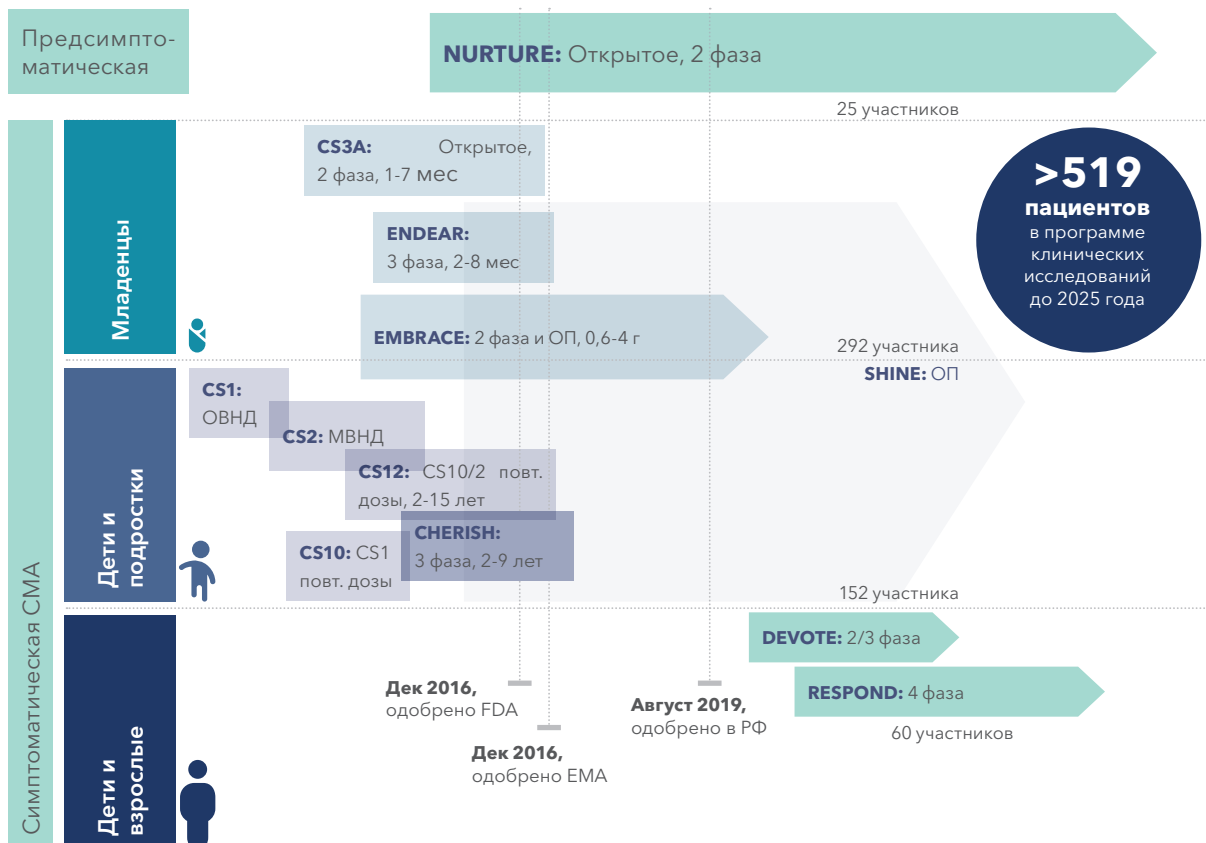 Предсимпто-
матическая
NURTURE: Открытое, 2 фаза
25 участников
Симптоматическая СМА
Младенцы
CS3A: Открытое,
2 фаза, 1-7 мес
ENDEAR:
3 фаза, 2-8 мес
EMBRACE: 2 фаза и ОП, 0,6-4 г
>519
пациентов
в программе
клинических
исследований
до 2025 года
292 участника
SHINE: ОП
Дети и
подростки
CS1:
ОВНД
CS2: МВНД
CS12: CS10/2 повт.
дозы, 2-15 лет
CHERISH:
3 фаза, 2-9 лет
CS10: CS1
повт. дозы
152 участника
Дети и
взрослые
DEVOTE: 2/3 фаза
RESPOND: 4 фаза
60 участников
Дек 2016,
одобрено FDA
Дек 2016,
одобрено EMA
Август 2019,
одобрено в РФ